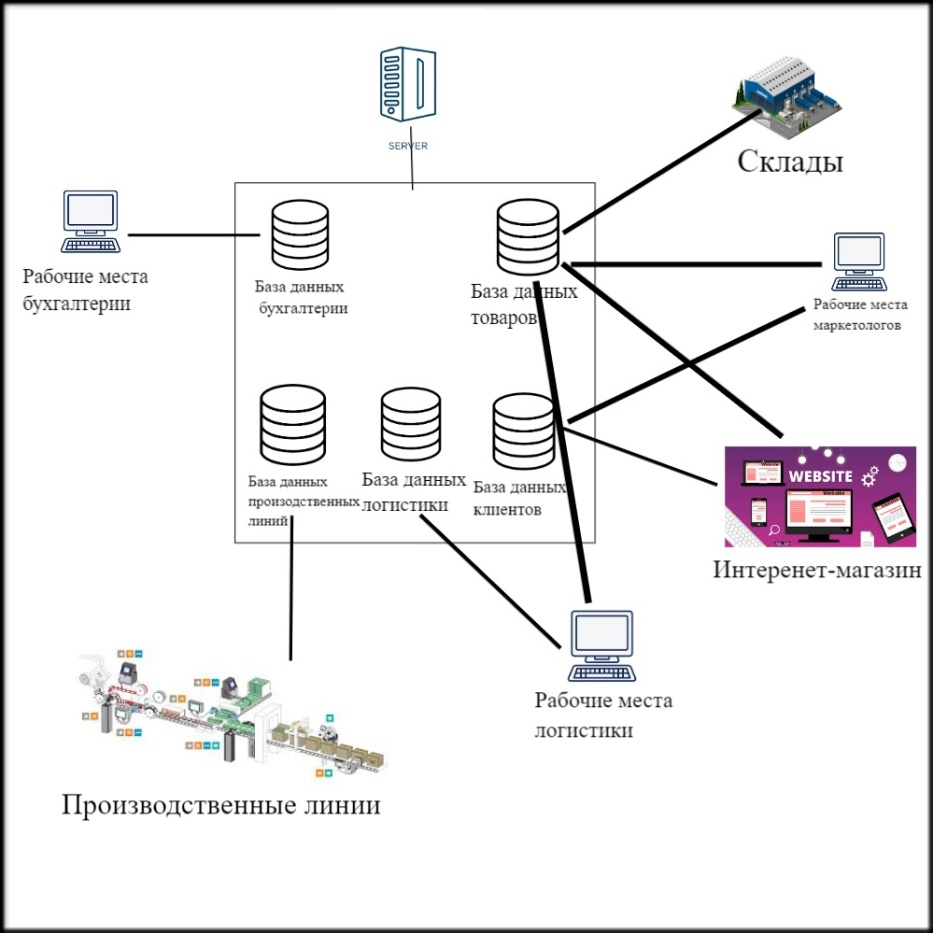 SERVER
Склады
Рабочие места
бухгалтерии
База данных
бухгалтерии
База данных
товаров
Рабочие места
маркетологов
База данных
произодственных
линий
База данных
логистики
База данных
клиентов
WEBSITE
Интеренет-магазин
Рабочие места
логистики
Производственные линии